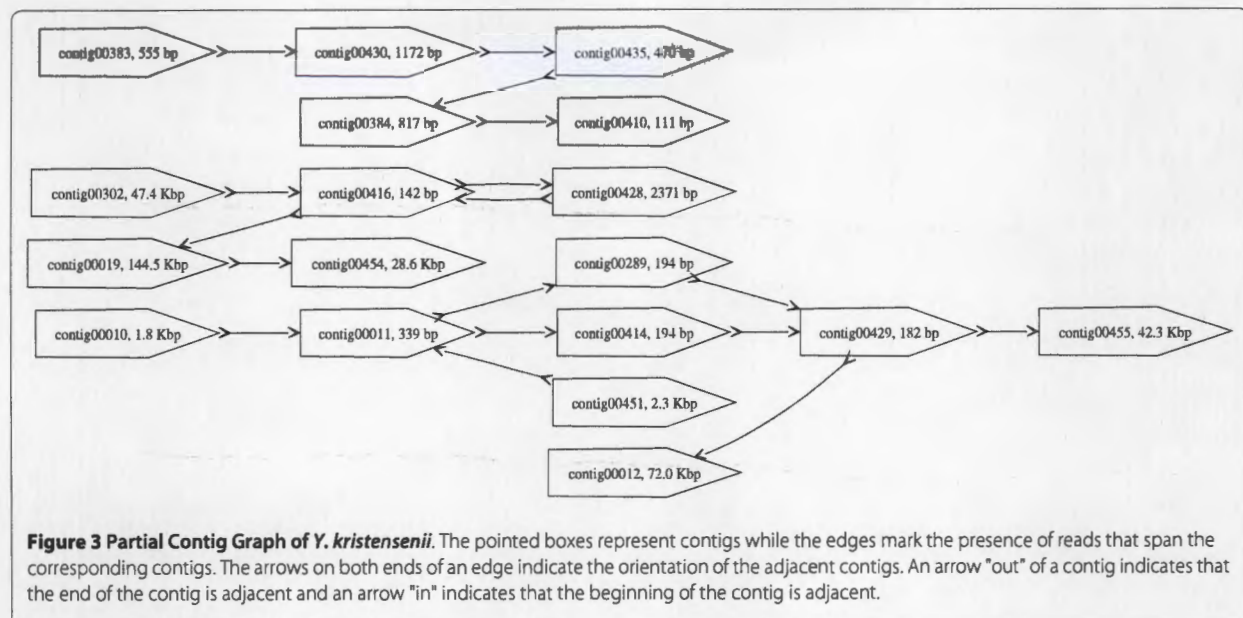 contig00383, 555 bp
contig00430, 1172 bp
contig00435, 470 bp
contig00384, 817 bp
contig00410, 111 bp
contig00302, 47.4 Kbp
contig00416, 142 bp
contig00428, 2371 bp
contig00019, 144.5 Kbp
contig00454, 28.6 Kbp
contig00289, 194 bp
contig00010, 1.8 Kbp
contig00011, 339 bp
contig00414, 194 bp
contig00429, 182 bp
contig00455, 42.3 Kbp
contig00451, 2.3 Kbp
contig00012, 72.0 Kbp
Figure 3 Partial Contig Graph of Y. kristensenii. The pointed boxes represent contigs while the edges mark the presence of reads that span the
corresponding contigs. The arrows on both ends of an edge indicate the orientation of the adjacent contigs. An arrow "out" of a contig indicates that
the end of the contig is adjacent and an arrow "in" indicates that the beginning of the contig is adjacent.